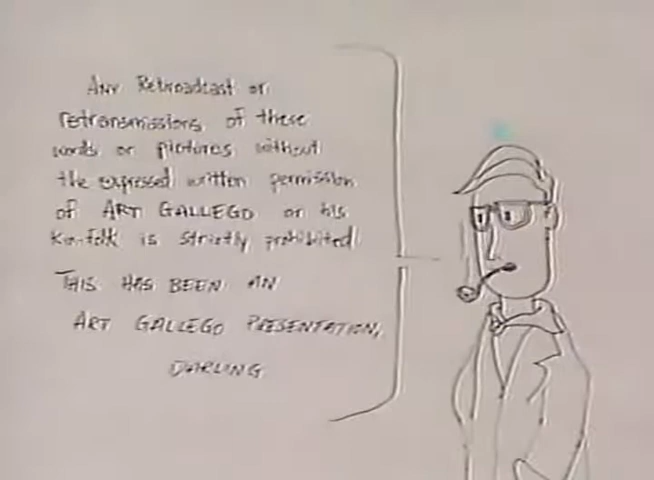 Any Rebroadcast or
retransmissions of these
words or pictures without
the expressed written permission
of ART GALLEGO or his
Kin-folk is strictly prohibited
THIS HAS BEEN AN
ART GALLEGO PRESENTATION,
DARLING